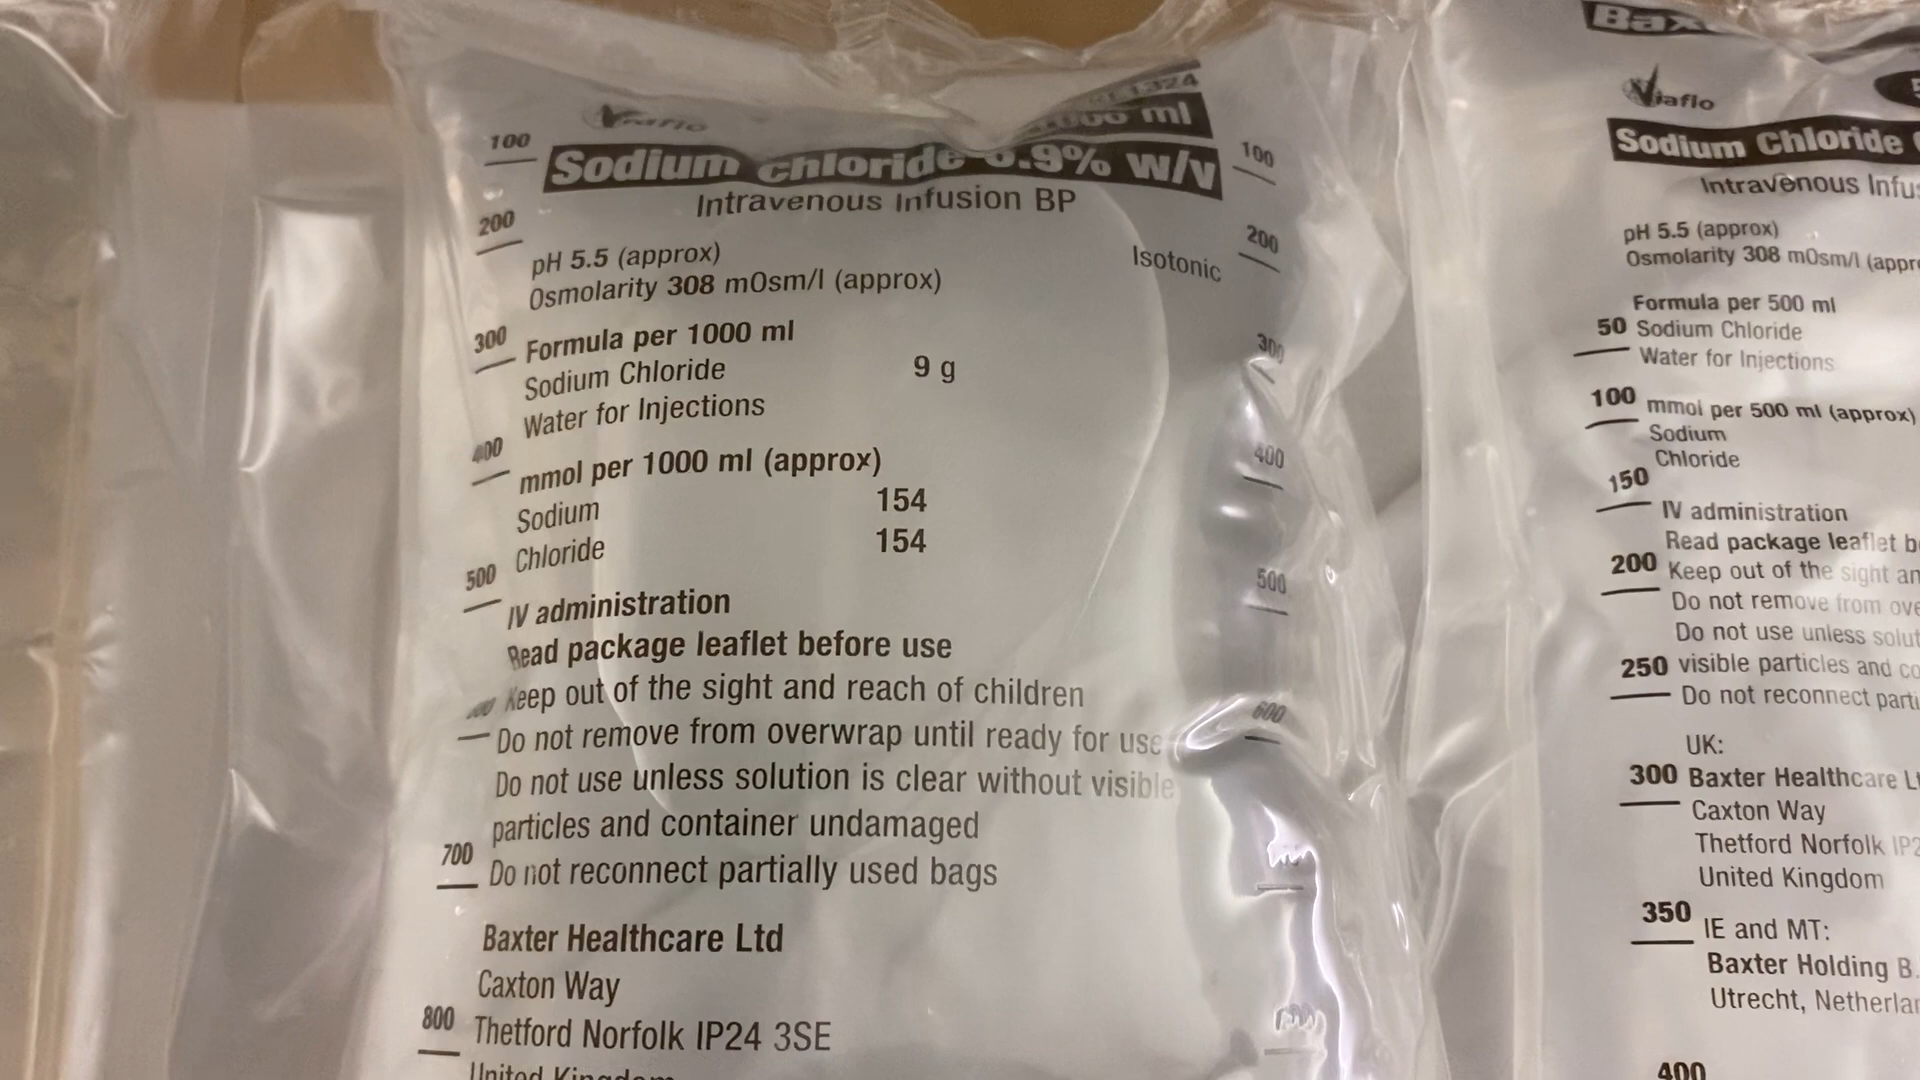 Viaflo
1000 ml
100
Sodium chloride 0.9% w/v
100
Intravenous Infusion BP
200
200
pH 5.5 (approx)
Isotonic
Osmolarity 308 mOsm/l (approx)
300
300
Formula per 1000 ml
Sodium Chloride 9 g
Water for Injections
400
400
mmol per 1000 ml (approx)
Sodium 154
Chloride 154
500
500
IV administration
Read package leaflet before use
Keep out of the sight and reach of children
600
Do not remove from overwrap until ready for use
Do not use unless solution is clear without visible
particles and container undamaged
700
Do not reconnect partially used bags
Baxter Healthcare Ltd
Caxton Way
800
Thetford Norfolk IP24 3SE
United Kingdom
Viaflo
Sodium Chloride
Intravenous
pH 5.5 (approx)
Osmolarity 308 mOsm/l
Formula per 500 ml
50 Sodium Chloride
Water for Injections
100 mmol per 500 ml (approx)
Sodium
Chloride
150
IV administration
Read package leaflet
200 Keep out of the sight
Do not remove from
Do not use unless
250 visible particles and
Do not reconnect
UK:
300 Baxter Healthcare
Caxton Way
Thetford Norfolk
United Kingdom
350
IE and MT:
Baxter Holding B.
Utrecht,
400